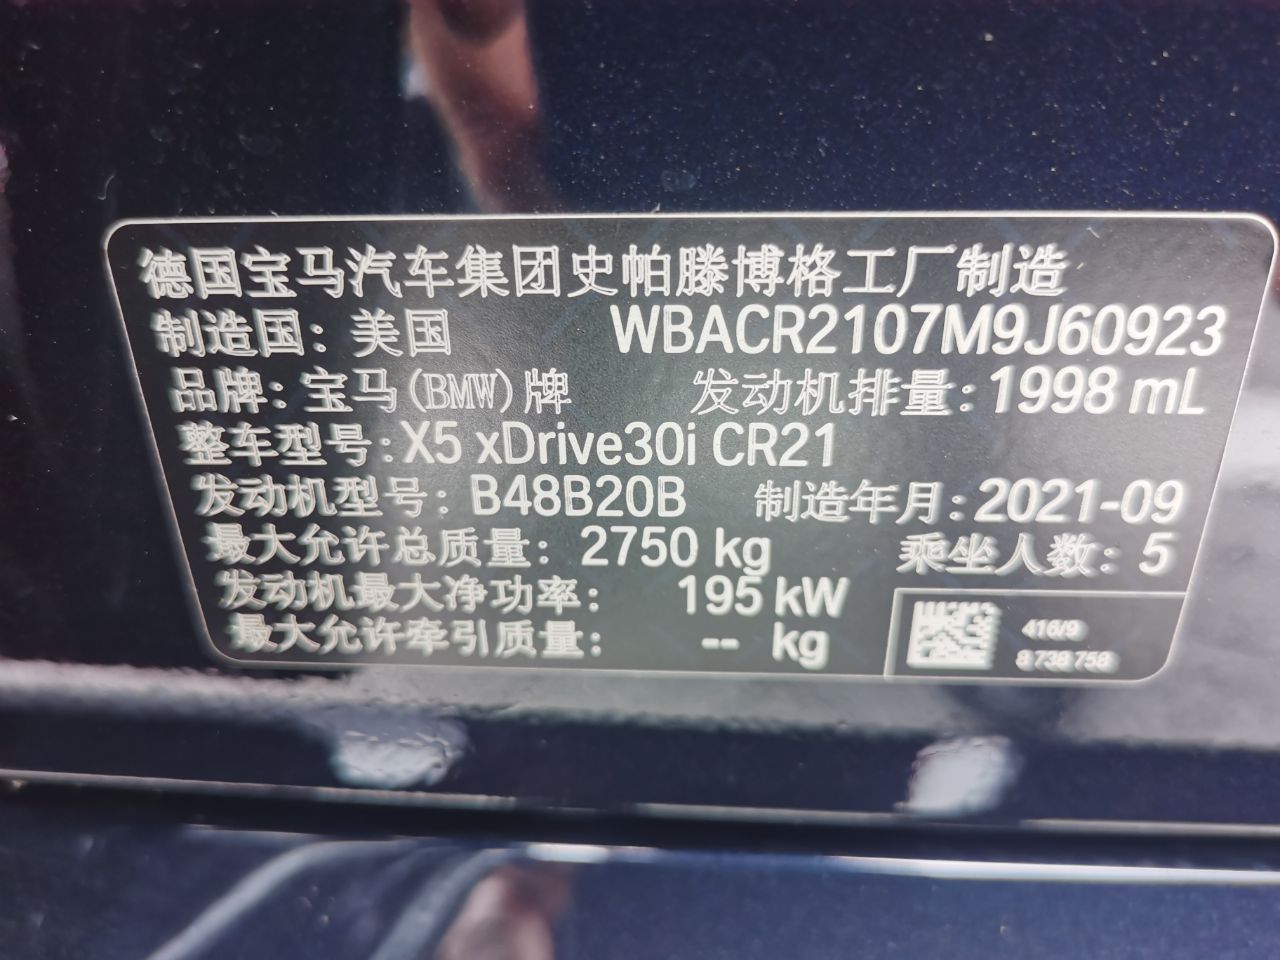 德国宝马汽车集团史帕滕博格工厂制造
制造国：美国 WBACR2107M9J60923
品牌：宝马(BMW)牌 发动机排量：1998 mL
整车型号：X5 xDrive30i CR21
发动机型号：B48B20B 制造年月：2021-09
最大允许总质量：2750 kg 乘坐人数：5
发动机最大净功率：195 kW
最大允许牵引质量：-- kg
416/9
8 738 758